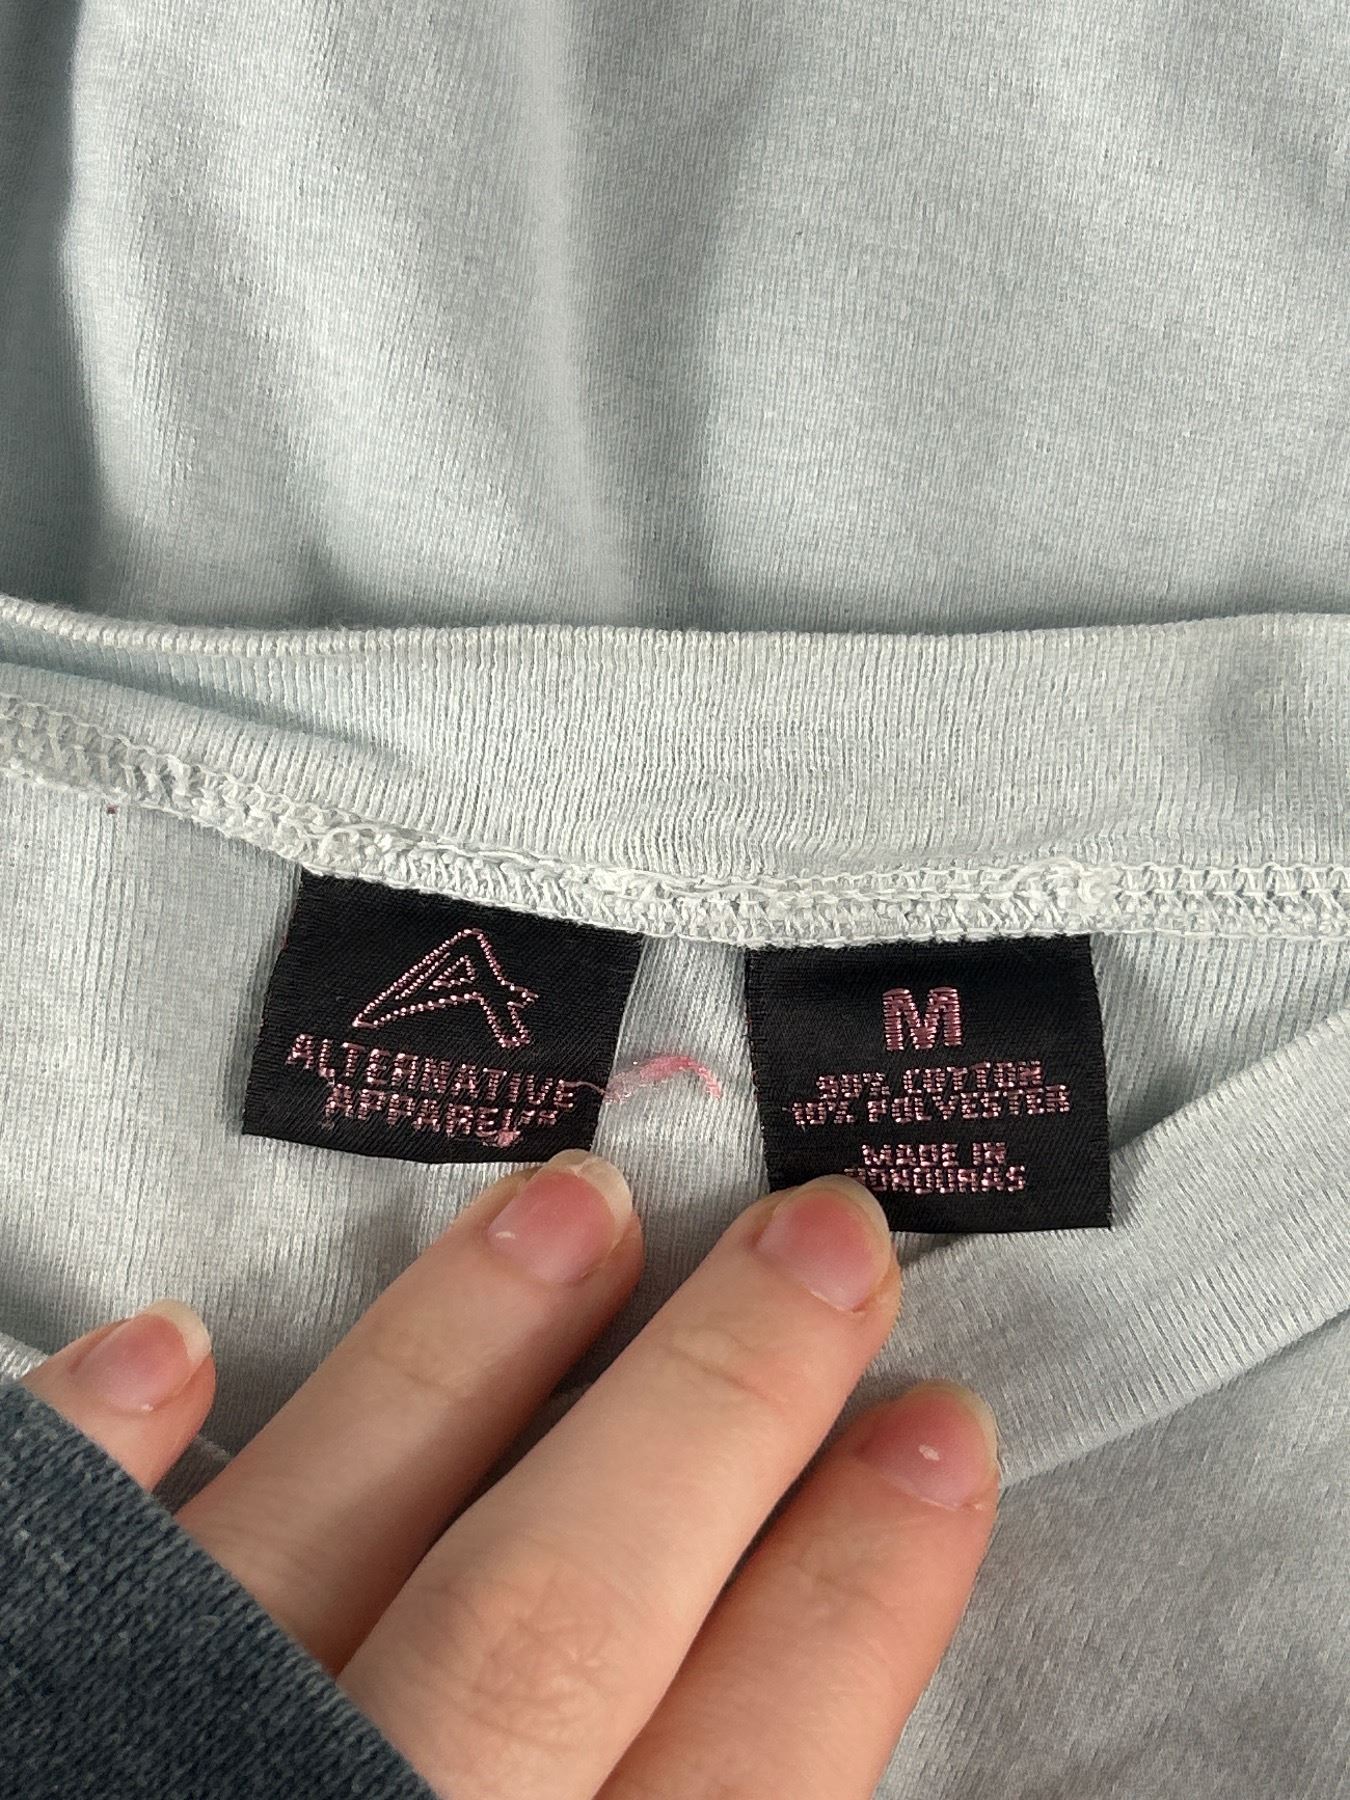 ALTERNATIVE
APPAREL
M
90% COTTON
10% POLYESTER
MADE IN
HONDURAS